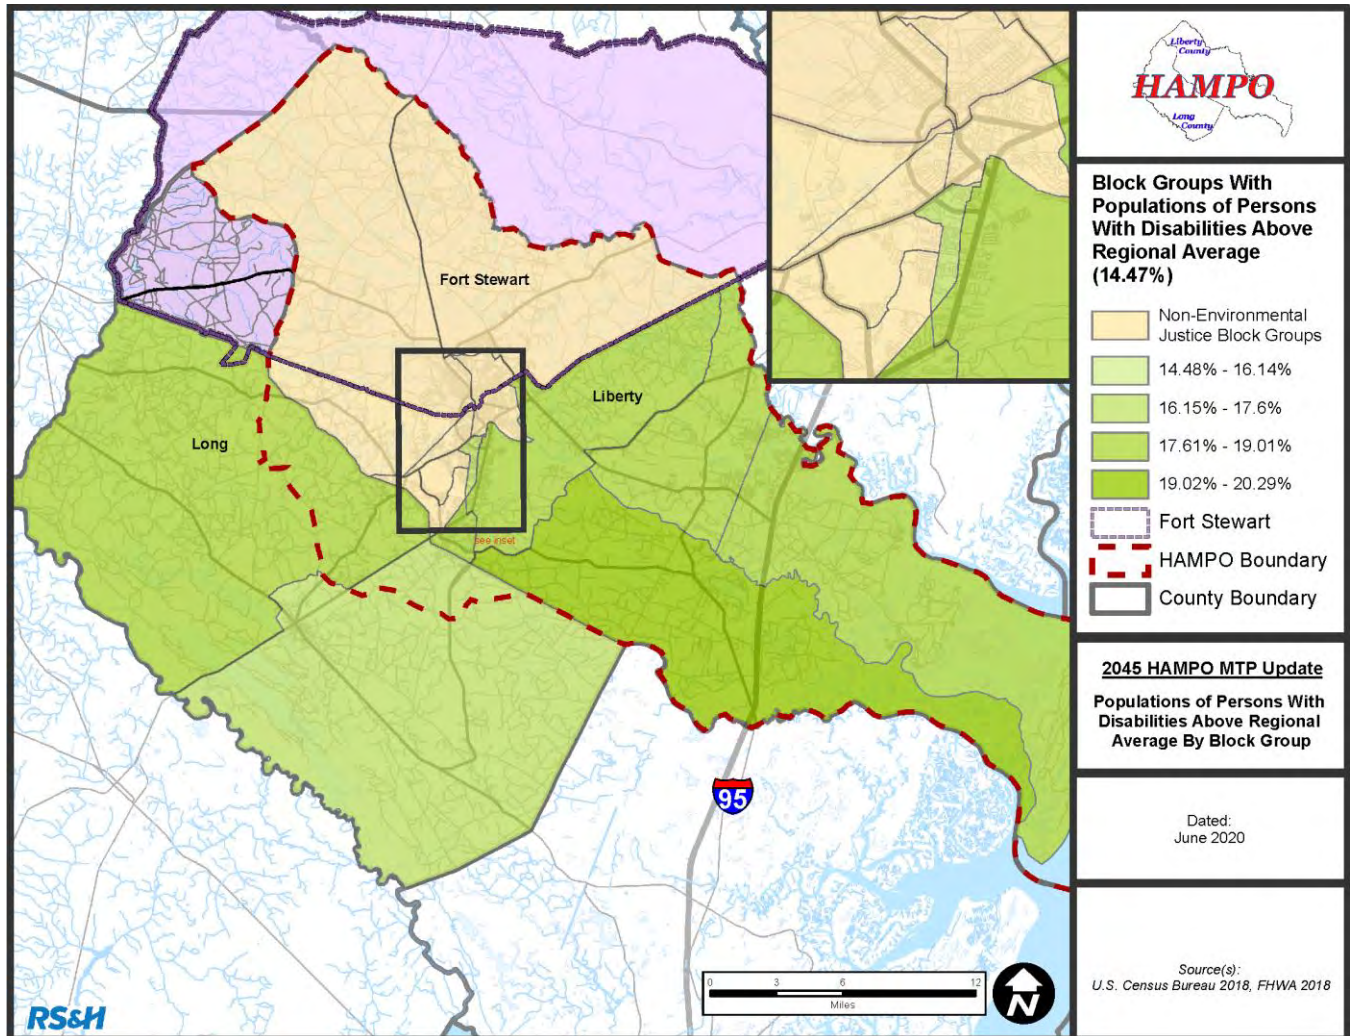 Fort Stewart
Liberty
Long
see inset
95
0 3 6 12
Miles
N
RS&H
Liberty
County
HAMPO
Long
County
Block Groups With
Populations of Persons
With Disabilities Above
Regional Average
(14.47%)
Non-Environmental
Justice Block Groups
14.48% - 16.14%
16.15% - 17.6%
17.61% - 19.01%
19.02% - 20.29%
Fort Stewart
HAMPO Boundary
County Boundary
2045 HAMPO MTP Update
Populations of Persons With
Disabilities Above Regional
Average By Block Group
Dated:
June 2020
Source(s):
U.S. Census Bureau 2018, FHWA 2018